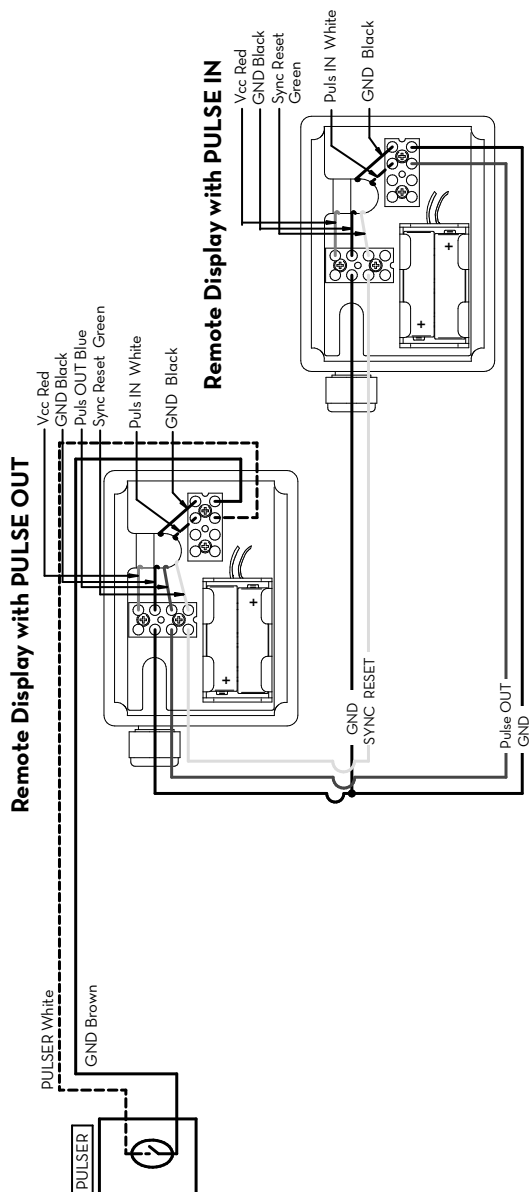 Remote Display with PULSE OUT
Vcc Red
GND Black
Puls OUT Blue
Sync Reset Green
Puls IN White
GND Black
Remote Display with PULSE IN
Vcc Red
GND Black
Sync Reset
Green
Puls IN White
GND Black
PULSER White
GND Brown
PULSER
GND
SYNC RESET
Pulse OUT
GND
+
+
+
+